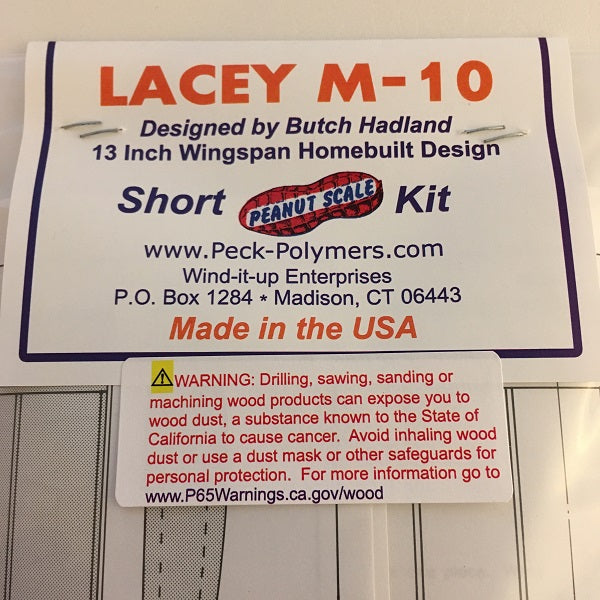 LACEY M-10
Designed by Butch Hadland
13 Inch Wingspan Homebuilt Design
Short PEANUT SCALE Kit
www.Peck-Polymers.com
Wind-it-up Enterprises
P.O. Box 1284 * Madison, CT 06443
Made in the USA
WARNING: Drilling, sawing, sanding or
machining wood products can expose you to
wood dust, a substance known to the State of
California to cause cancer. Avoid inhaling wood
dust or use a dust mask or other safeguards for
personal protection. For more information go to
www.P65Warnings.ca.gov/wood